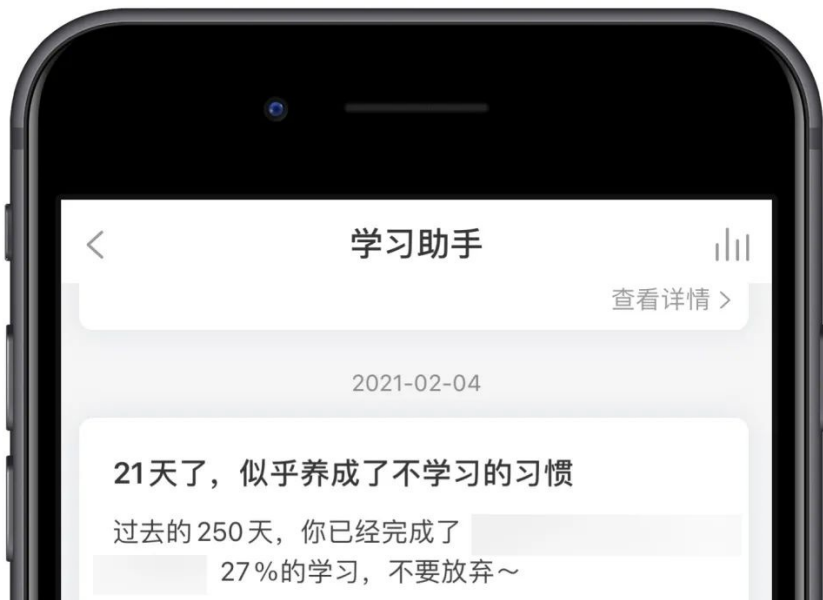 学习助手
查看详情
2021-02-04
21天了，似乎养成了不学习的习惯
过去的250天，你已经完成了
27%的学习，不要放弃～